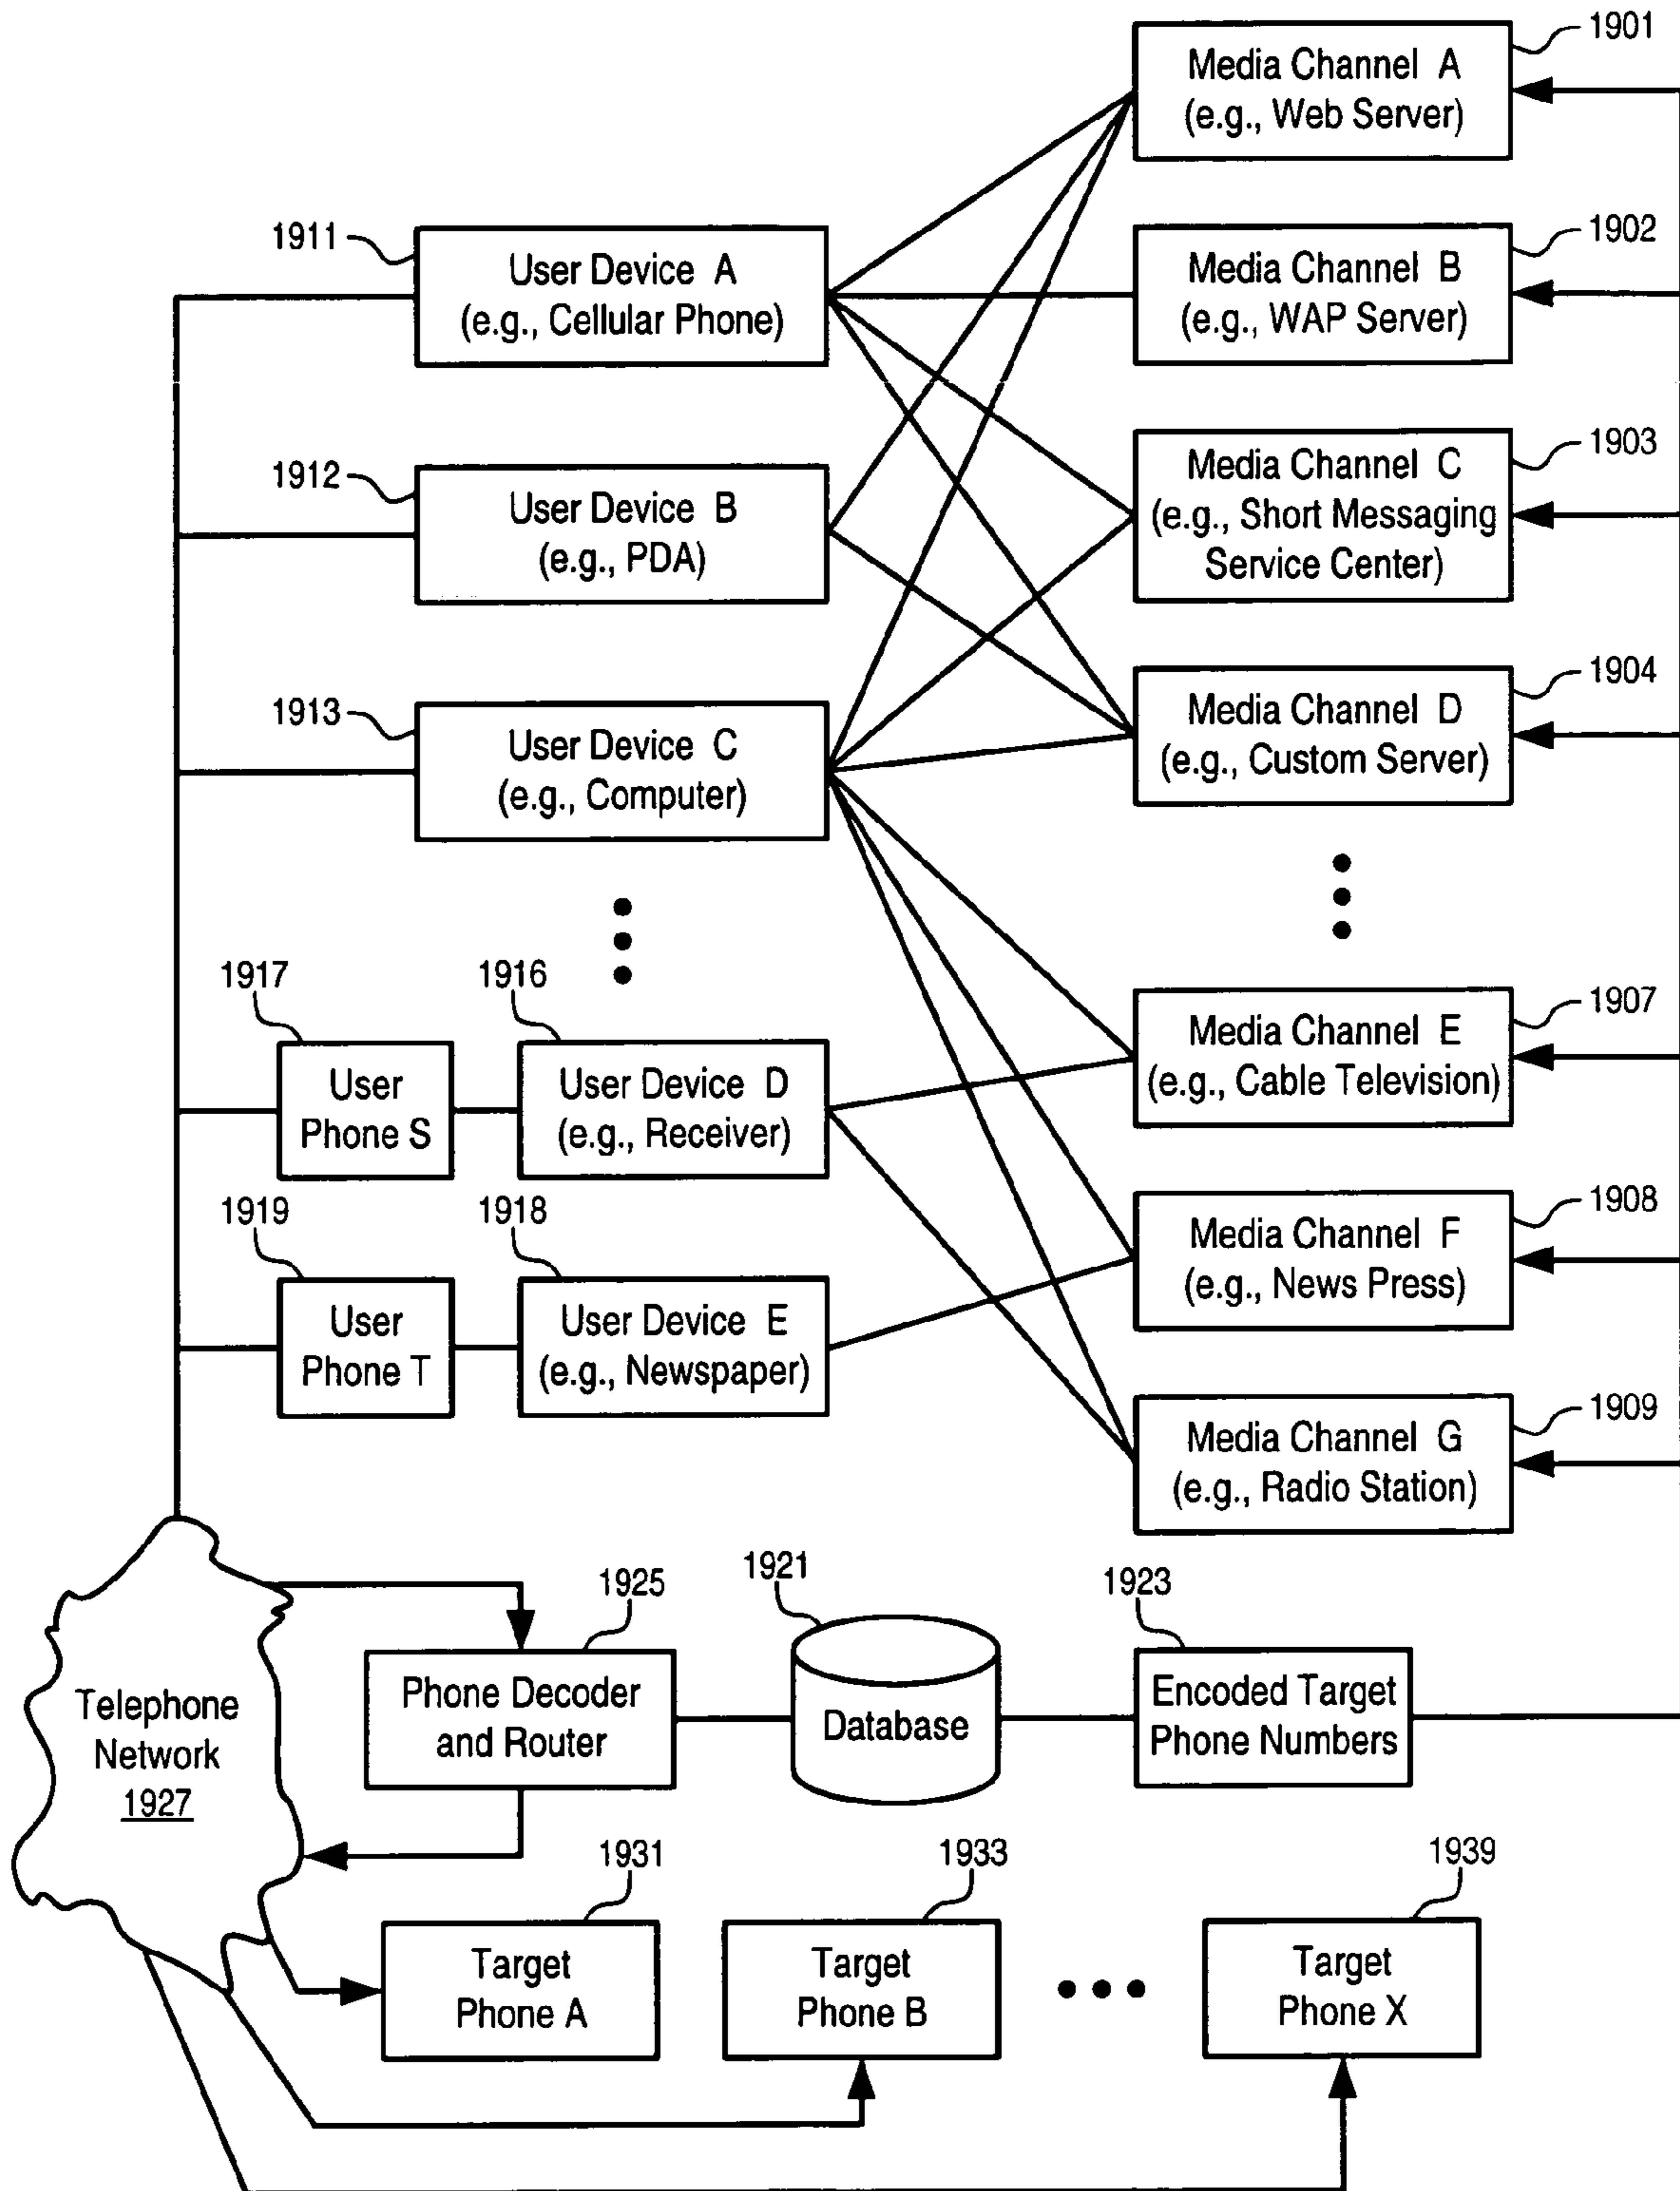 1901
Media Channel A
(e.g., Web Server)
1911
User Device A
(e.g., Cellular Phone)
1902
Media Channel B
(e.g., WAP Server)
1912
User Device B
(e.g., PDA)
1903
Media Channel C
(e.g., Short Messaging
Service Center)
1913
User Device C
(e.g., Computer)
1904
Media Channel D
(e.g., Custom Server)
1917
User
Phone S
1916
User Device D
(e.g., Receiver)
1907
Media Channel E
(e.g., Cable Television)
1919
User
Phone T
1918
User Device E
(e.g., Newspaper)
1908
Media Channel F
(e.g., News Press)
1909
Media Channel G
(e.g., Radio Station)
Telephone
Network
1927
1925
Phone Decoder
and Router
1921
Database
1923
Encoded Target
Phone Numbers
1931
Target
Phone A
1933
Target
Phone B
1939
Target
Phone X